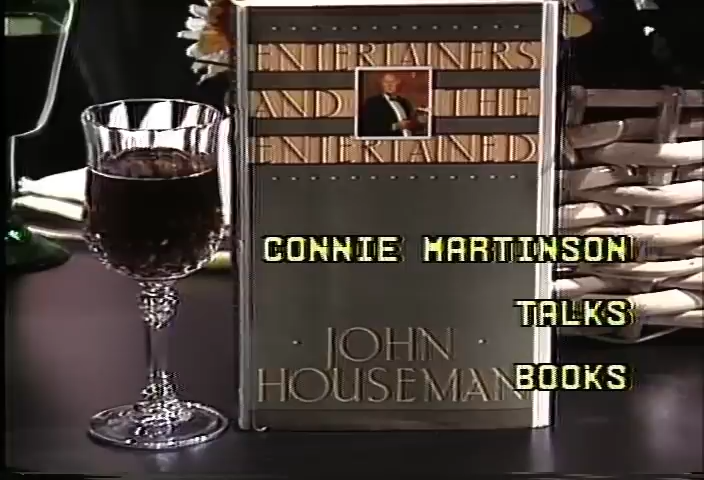 ENTERTAINERS
AND THE
ENTERTAINED
CONNIE MARTINSON
TALKS
BOOKS
· JOHN ·
HOUSEMAN